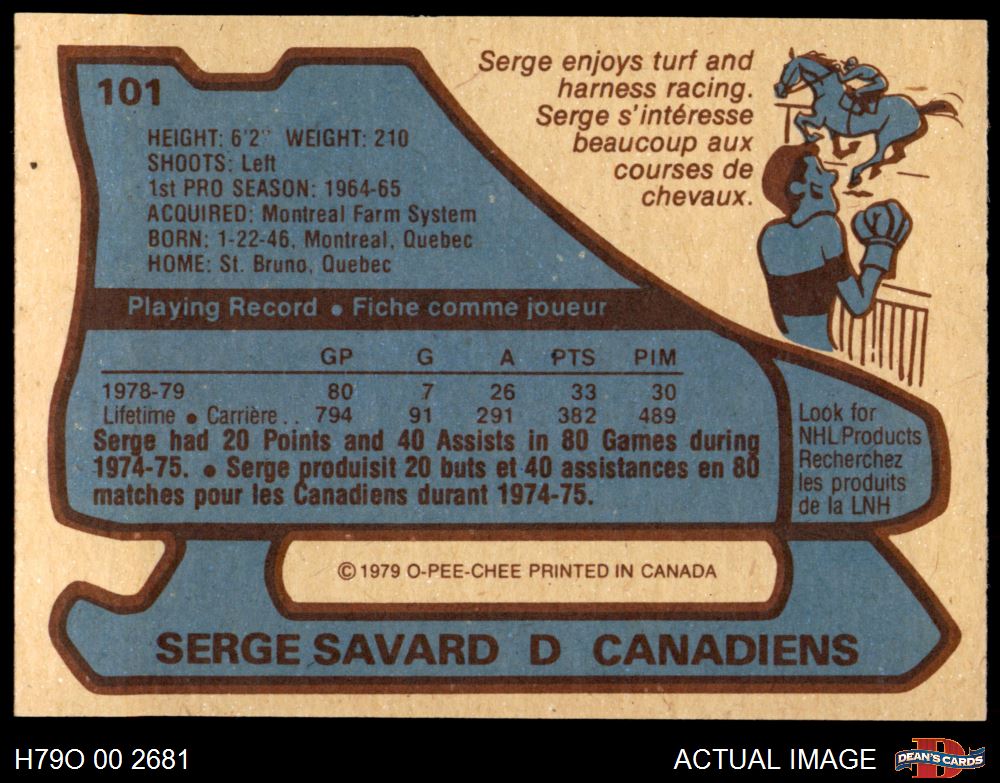 101
Serge enjoys turf and
harness racing.
Serge s'intéresse
beaucoup aux
courses de
chevaux.
HEIGHT: 6'2" WEIGHT: 210
SHOOTS: Left
1st PRO SEASON: 1964-65
ACQUIRED: Montreal Farm System
BORN: 1-22-46, Montreal, Quebec
HOME: St. Bruno, Quebec
Playing Record • Fiche comme joueur
GP G A PTS PIM
1978-79 80 7 26 33 30
Lifetime • Carrière .. 794 91 291 382 489
Serge had 20 Points and 40 Assists in 80 Games during
1974-75. • Serge produisit 20 buts et 40 assistances en 80
matches pour les Canadiens durant 1974-75.
Look for
NHL Products
Recherchez
les produits
de la LNH
© 1979 O-PEE-CHEE PRINTED IN CANADA
SERGE SAVARD D CANADIENS
H79O 00 2681
ACTUAL IMAGE
D
DEAN'S CARDS